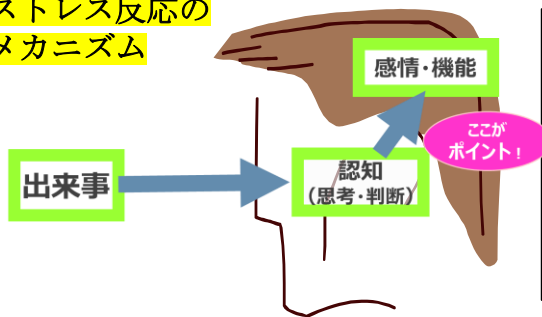 ストレス反応の
メカニズム
感情・機能
ここが
ポイント！
出来事
認知
（思考・判断）